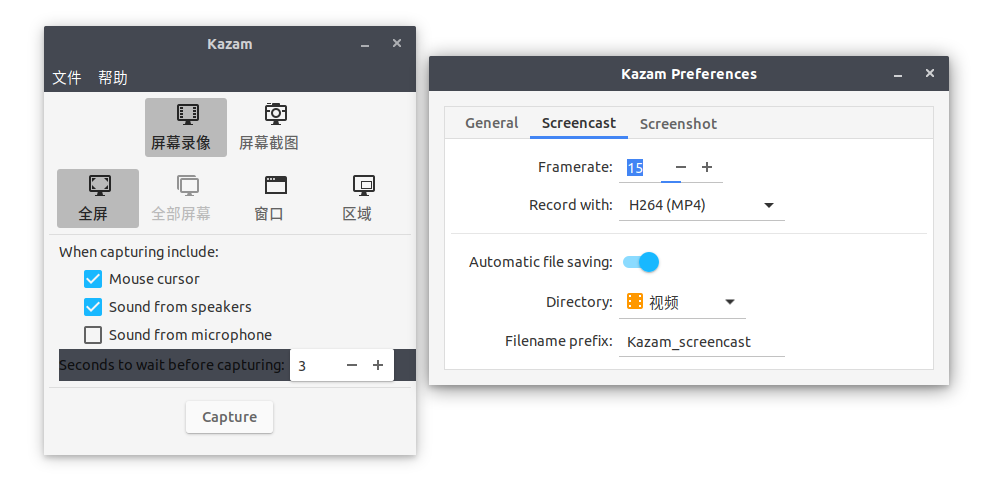 Kazam
文件 帮助
屏幕录像 屏幕截图
全屏 全部屏幕 窗口 区域
When capturing include:
Mouse cursor
Sound from speakers
Sound from microphone
Seconds to wait before capturing: 3
Capture
Kazam Preferences
General Screencast Screenshot
Framerate: 15
Record with: H264 (MP4)
Automatic file saving:
Directory: 视频
Filename prefix: Kazam_screencast